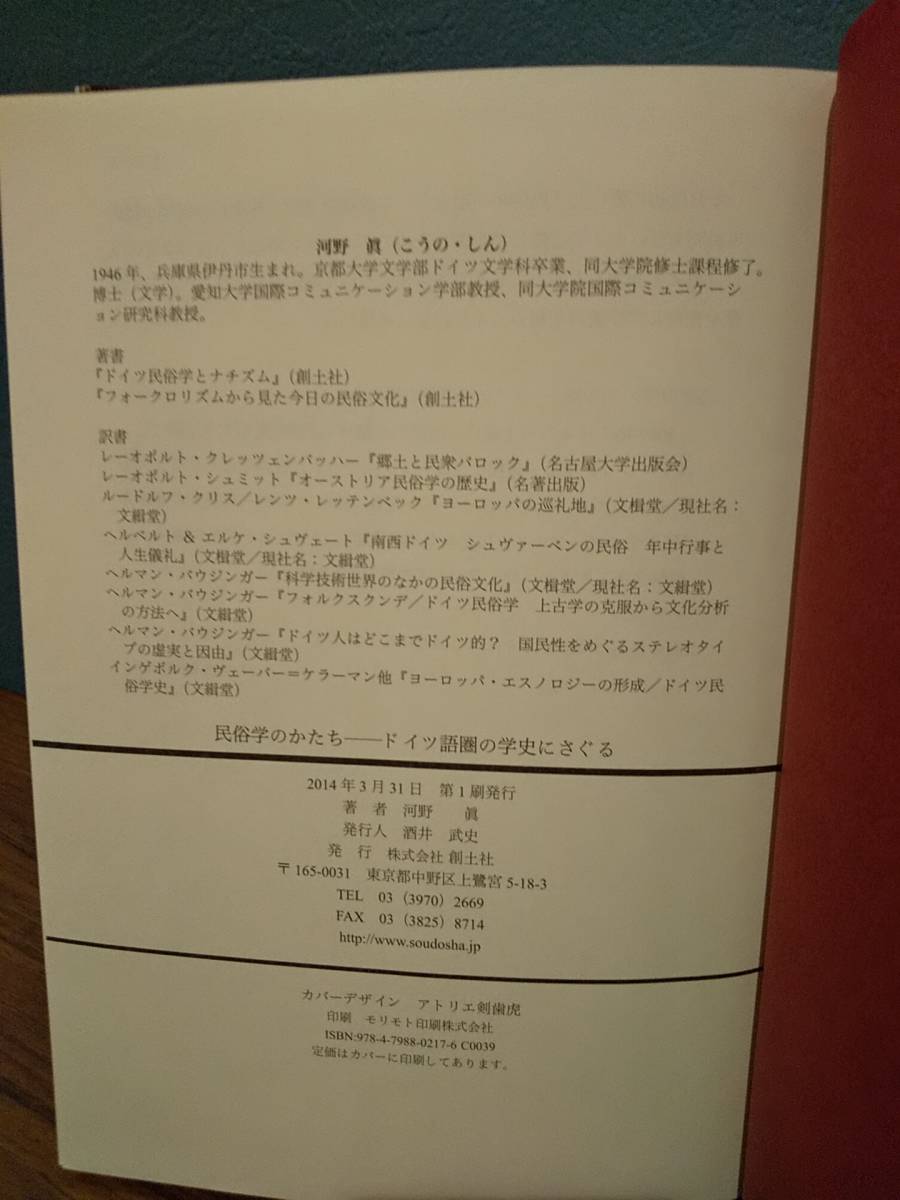 河野　眞（こうの・しん）
1946年、兵庫県伊丹市生まれ。京都大学文学部ドイツ文学科卒業、同大学院修士課程修了。
博士（文学）。愛知大学国際コミュニケーション学部教授、同大学院国際コミュニケーシ
ョン研究科教授。
著書
『ドイツ民俗学とナチズム』（創土社）
『フォークロリズムから見た今日の民俗文化』（創土社）
訳書
レーオポルト・クレッツェンバッハー『郷土と民衆バロック』（名古屋大学出版会）
レーオポルト・シュミット『オーストリア民俗学の歴史』（名著出版）
ルードルフ・クリス／レンツ・レッテンベック『ヨーロッパの巡礼地』（文楫堂／現社名：
文緝堂）
ヘルベルト & エルケ・シュヴェート『南西ドイツ　シュヴァーベンの民俗　年中行事と
人生儀礼』（文楫堂／現社名：文緝堂）
ヘルマン・バウジンガー『科学技術世界のなかの民俗文化』（文楫堂／現社名：文緝堂）
ヘルマン・バウジンガー『フォルクスクンデ／ドイツ民俗学　上古学の克服から文化分析
の方法へ』（文緝堂）
ヘルマン・バウジンガー『ドイツ人はどこまでドイツ的？　国民性をめぐるステレオタイ
プの虚実と因由』（文緝堂）
インゲボルク・ヴェーバー＝ケラーマン他『ヨーロッパ・エスノロジーの形成／ドイツ民
俗学史』（文緝堂）
民俗学のかたち――ドイツ語圏の学史にさぐる
2014年3月31日　第1刷発行
著　者　河野　　眞
発行人　酒井　武史
発　行　株式会社 創土社
〒165-0031　東京都中野区上鷺宮 5-18-3
TEL　03（3970）2669
FAX　03（3825）8714
http://www.soudosha.jp
カバーデザイン　アトリエ剣歯虎
印刷　モリモト印刷株式会社
ISBN:978-4-7988-0217-6 C0039
定価はカバーに印刷してあります。